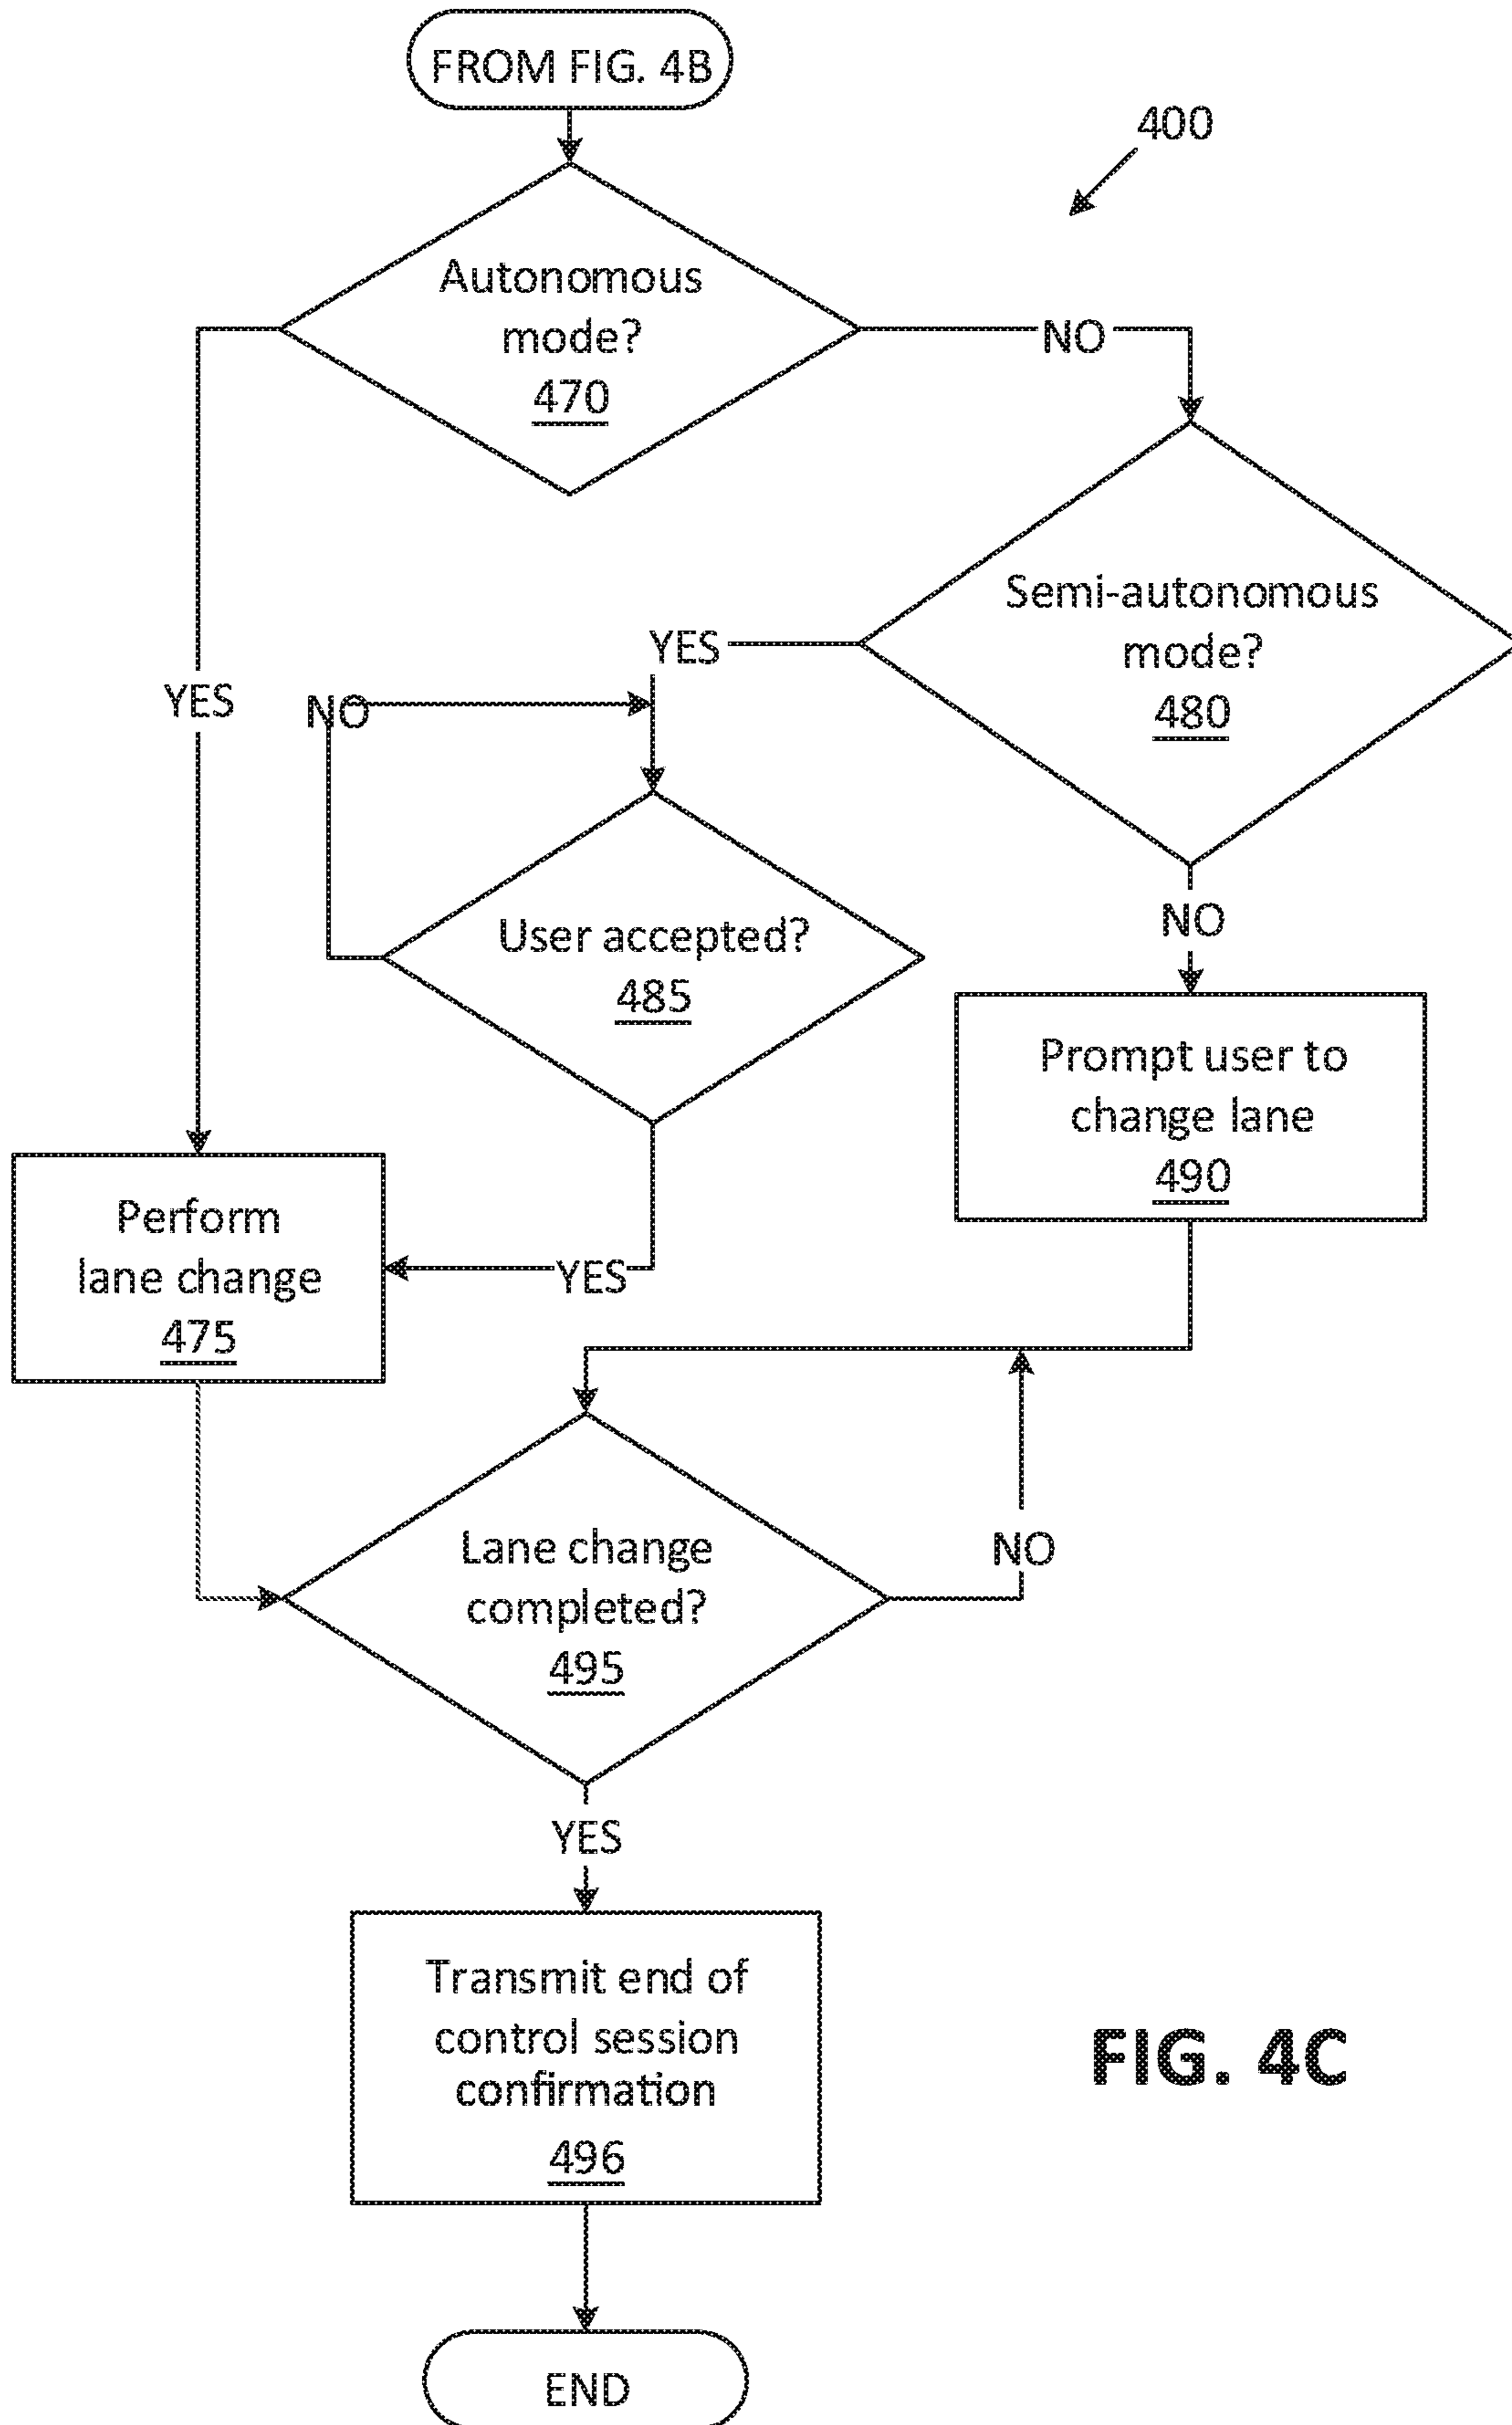 FROM FIG. 4B
400
Autonomous
mode?
470
NO
Semi-autonomous
mode?
480
YES
YES
NO
NO
User accepted?
485
Prompt user to
change lane
490
Perform
lane change
475
YES
Lane change
completed?
495
NO
YES
Transmit end of
control session
confirmation
496
FIG. 4C
END